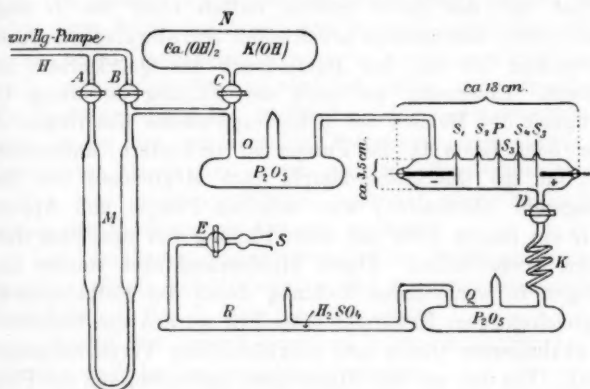 N
zur Hg-Pumpe
H
A
B
Ca(OH)₂ K(OH)
C
ca 18 cm.
O
P₂O₅
ca. 3,5 cm.
S₁ S₂ P S₃ S₄ S₅
− +
D
M
E
S
K
R
H₂SO₄
Q
P₂O₅